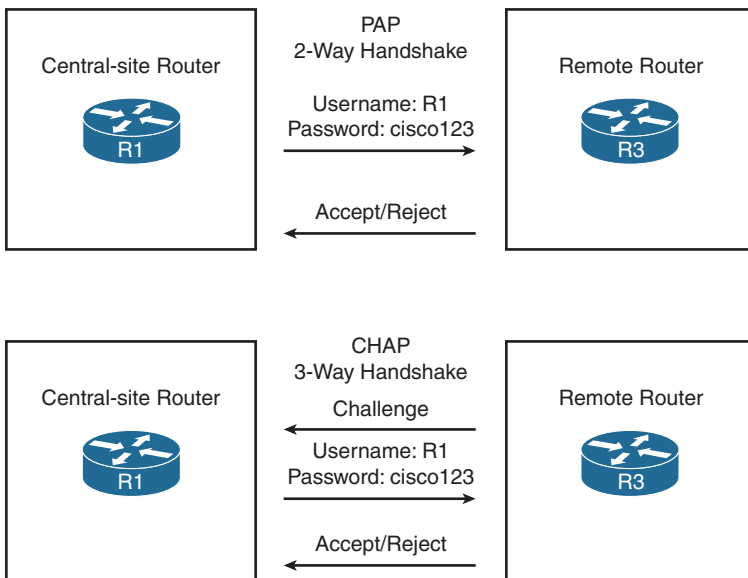 PAP
2-Way Handshake
Central-site Router
Remote Router
Username: R1
Password: cisco123
R1
R3
Accept/Reject
CHAP
3-Way Handshake
Central-site Router
Remote Router
Challenge
Username: R1
Password: cisco123
R1
R3
Accept/Reject